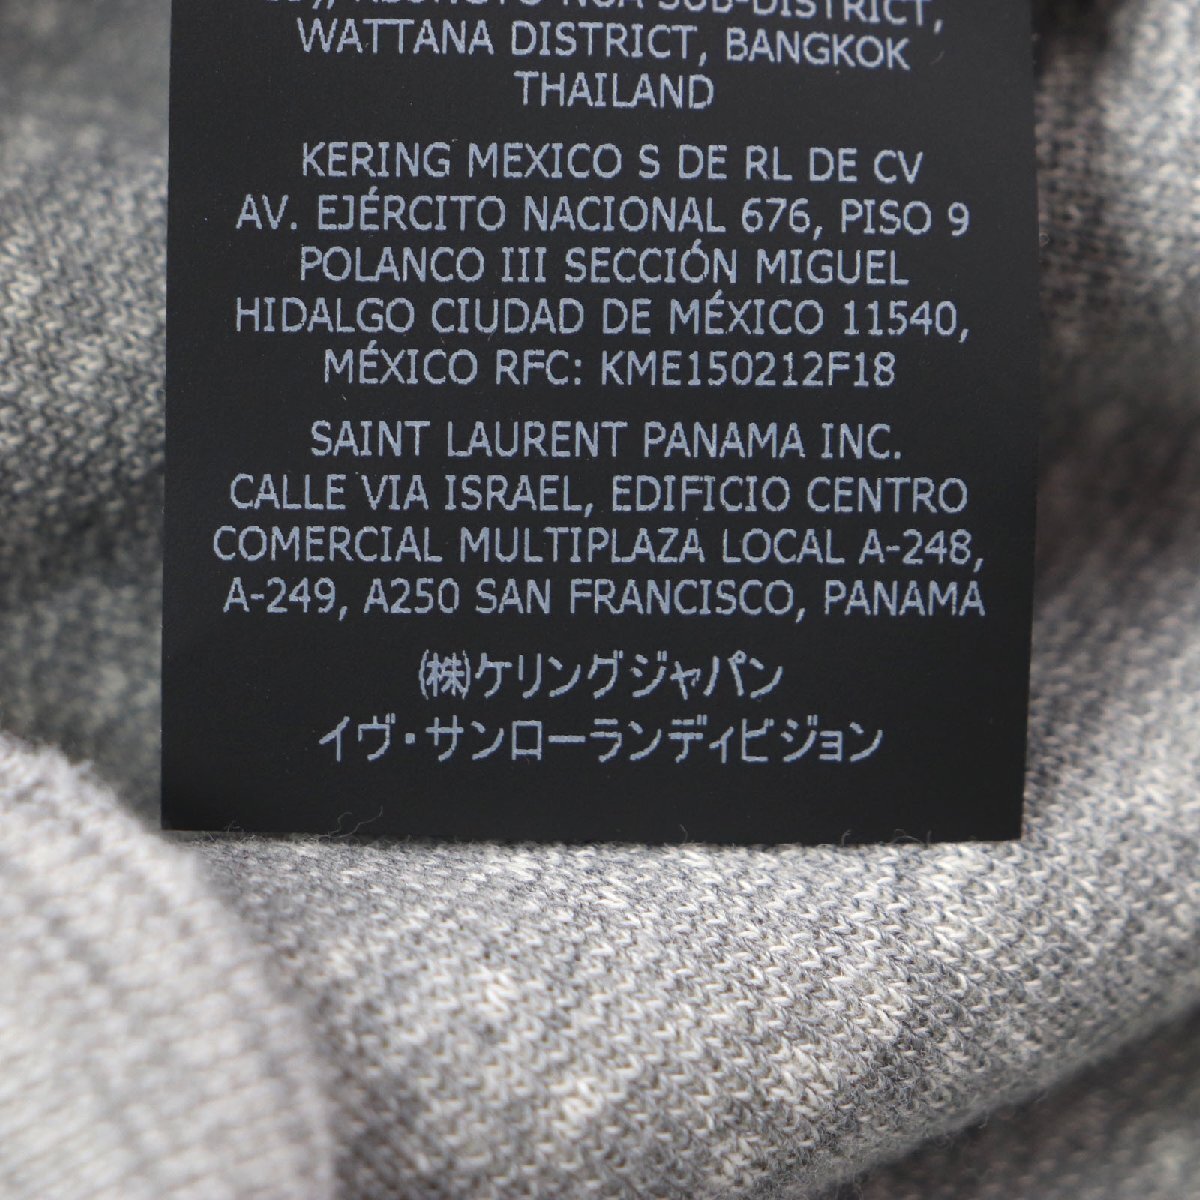 SUB-DISTRICT,
WATTANA DISTRICT, BANGKOK
THAILAND
KERING MEXICO S DE RL DE CV
AV. EJÉRCITO NACIONAL 676, PISO 9
POLANCO III SECCIÓN MIGUEL
HIDALGO CIUDAD DE MÉXICO 11540,
MÉXICO RFC: KME150212F18
SAINT LAURENT PANAMA INC.
CALLE VIA ISRAEL, EDIFICIO CENTRO
COMERCIAL MULTIPLAZA LOCAL A-248,
A-249, A250 SAN FRANCISCO, PANAMA
(株)ケリングジャパン
イヴ・サンローランディビジョン